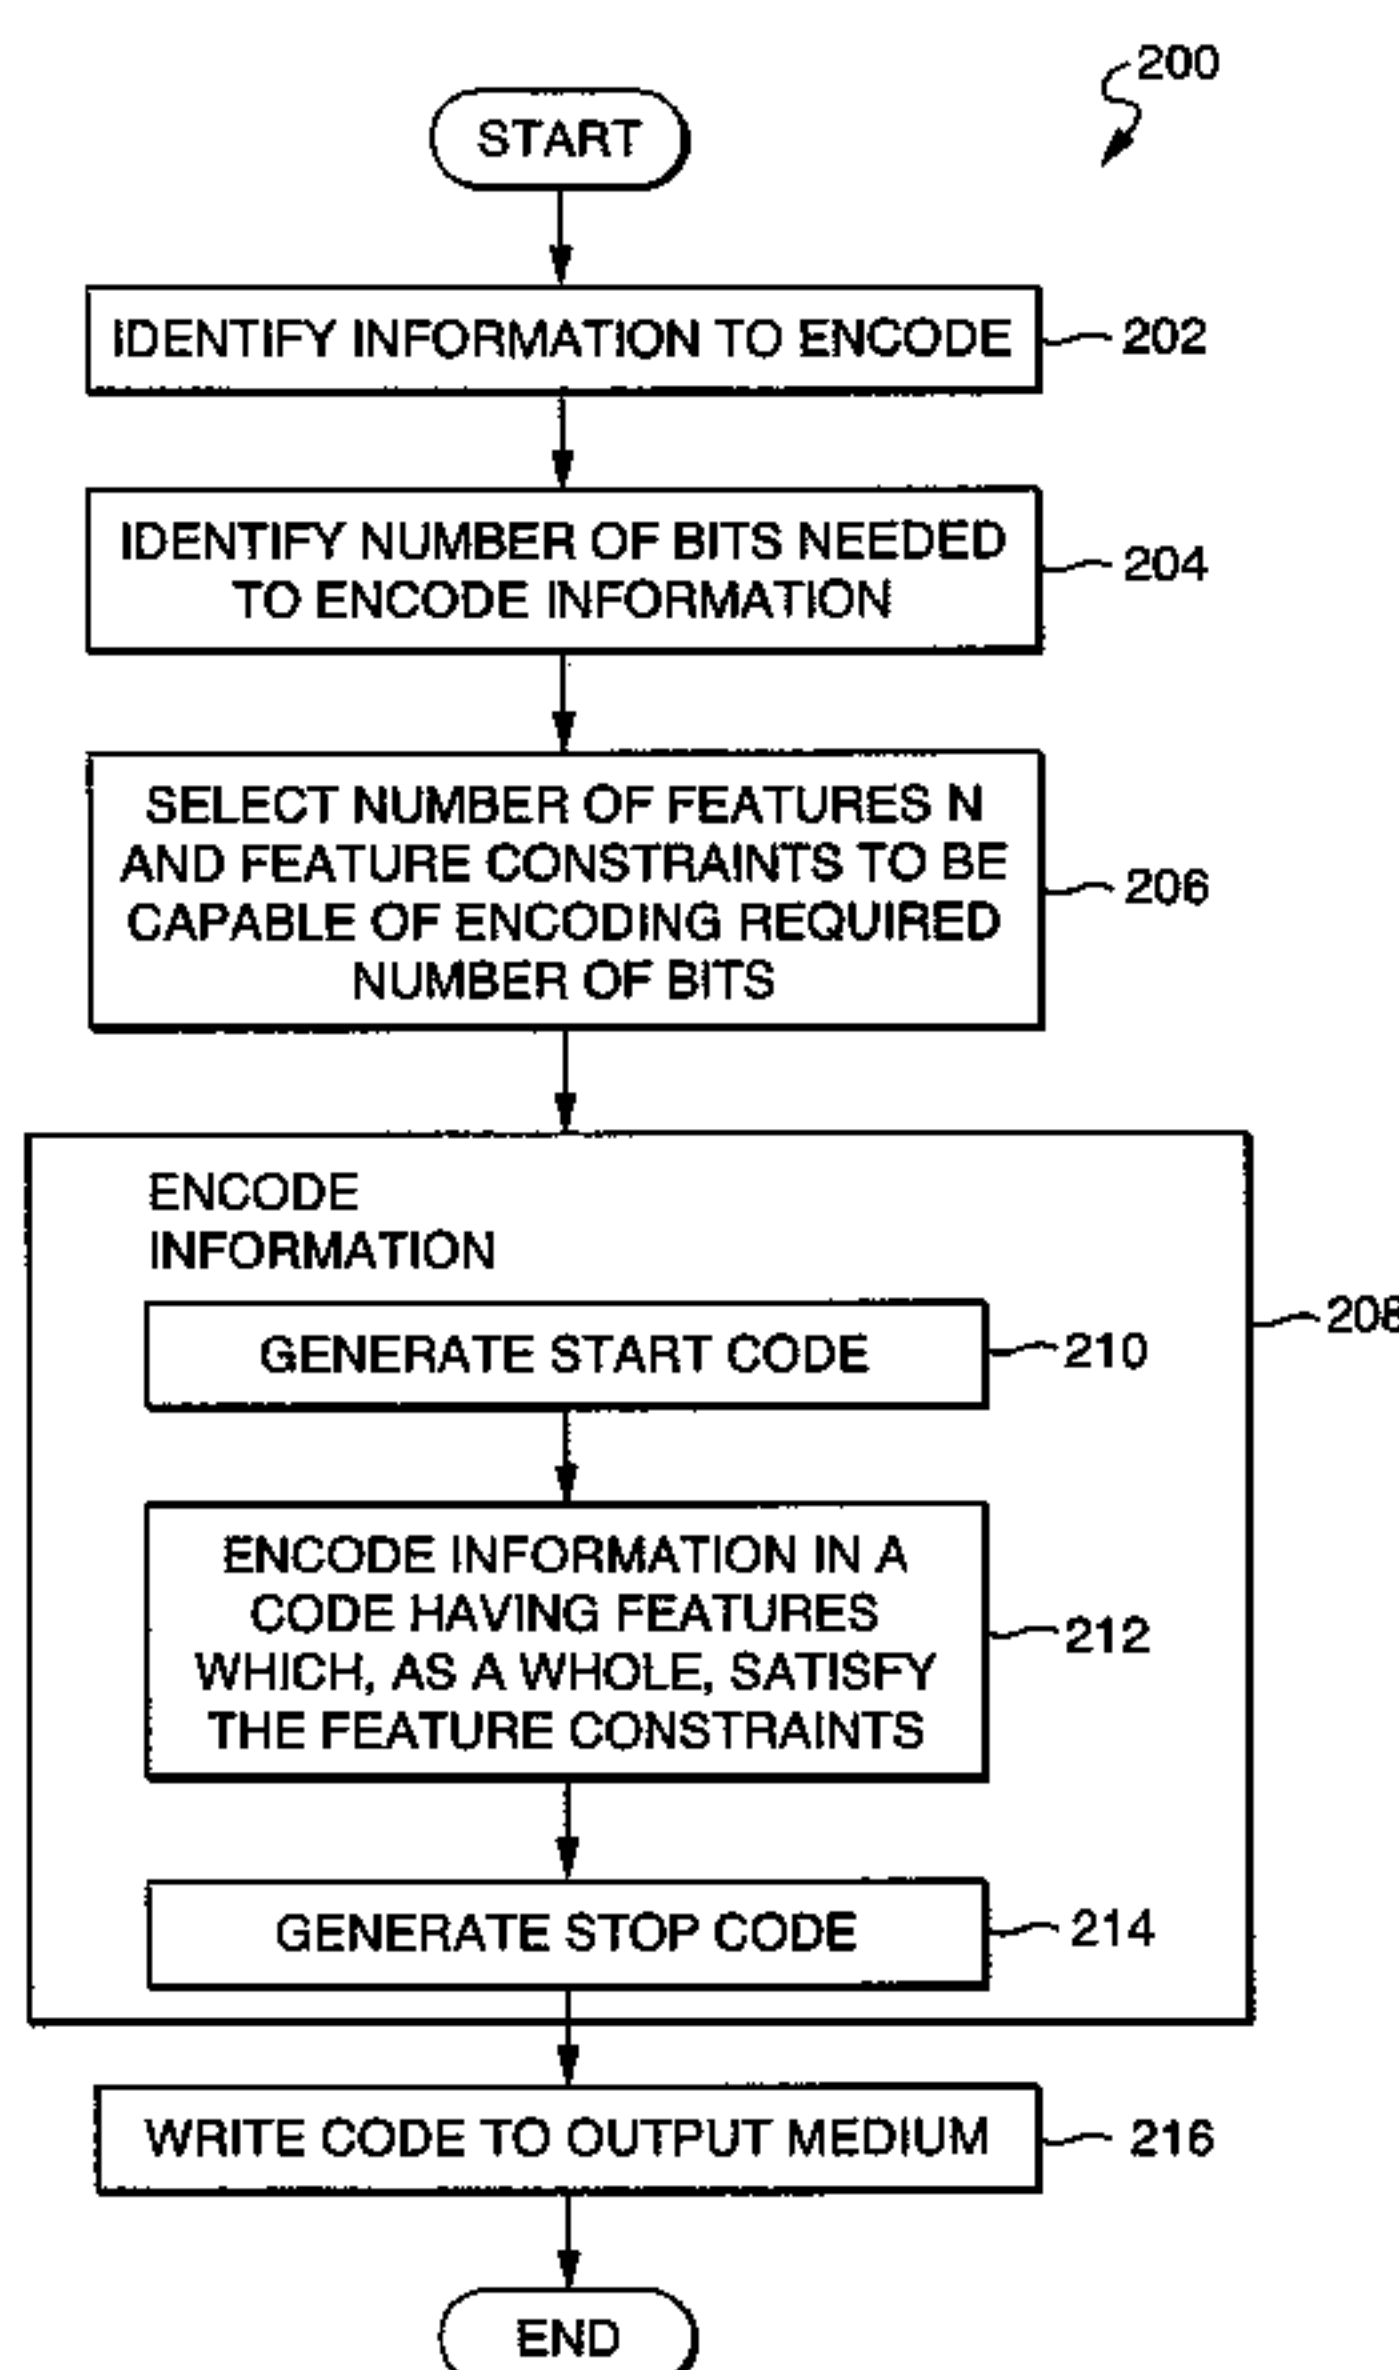 200
START
IDENTIFY INFORMATION TO ENCODE
202
IDENTIFY NUMBER OF BITS NEEDED
TO ENCODE INFORMATION
204
SELECT NUMBER OF FEATURES N
AND FEATURE CONSTRAINTS TO BE
CAPABLE OF ENCODING REQUIRED
NUMBER OF BITS
206
ENCODE
INFORMATION
208
GENERATE START CODE
210
ENCODE INFORMATION IN A
CODE HAVING FEATURES
WHICH, AS A WHOLE, SATISFY
THE FEATURE CONSTRAINTS
212
GENERATE STOP CODE
214
WRITE CODE TO OUTPUT MEDIUM
216
END